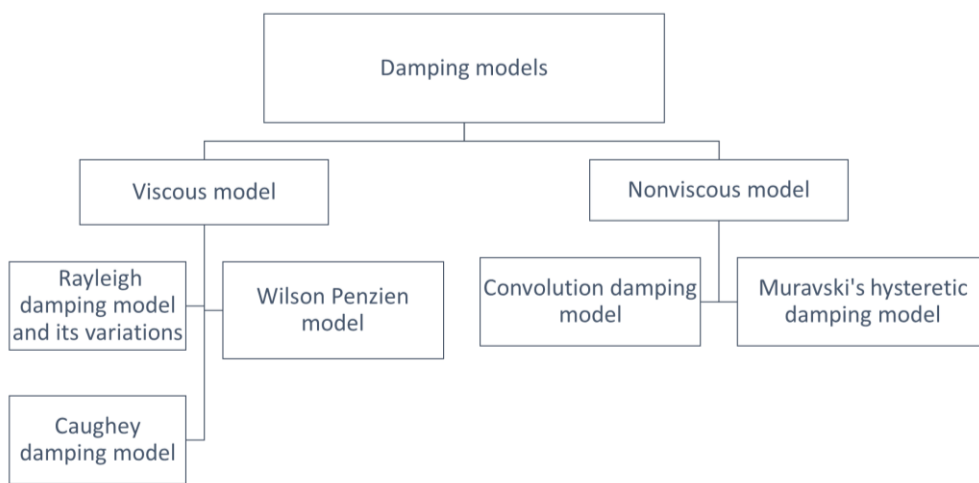 Damping models
Viscous model
Nonviscous model
Rayleigh
damping model
and its variations
Wilson Penzien
model
Convolution damping
model
Muravski's hysteretic
damping model
Caughey
damping model